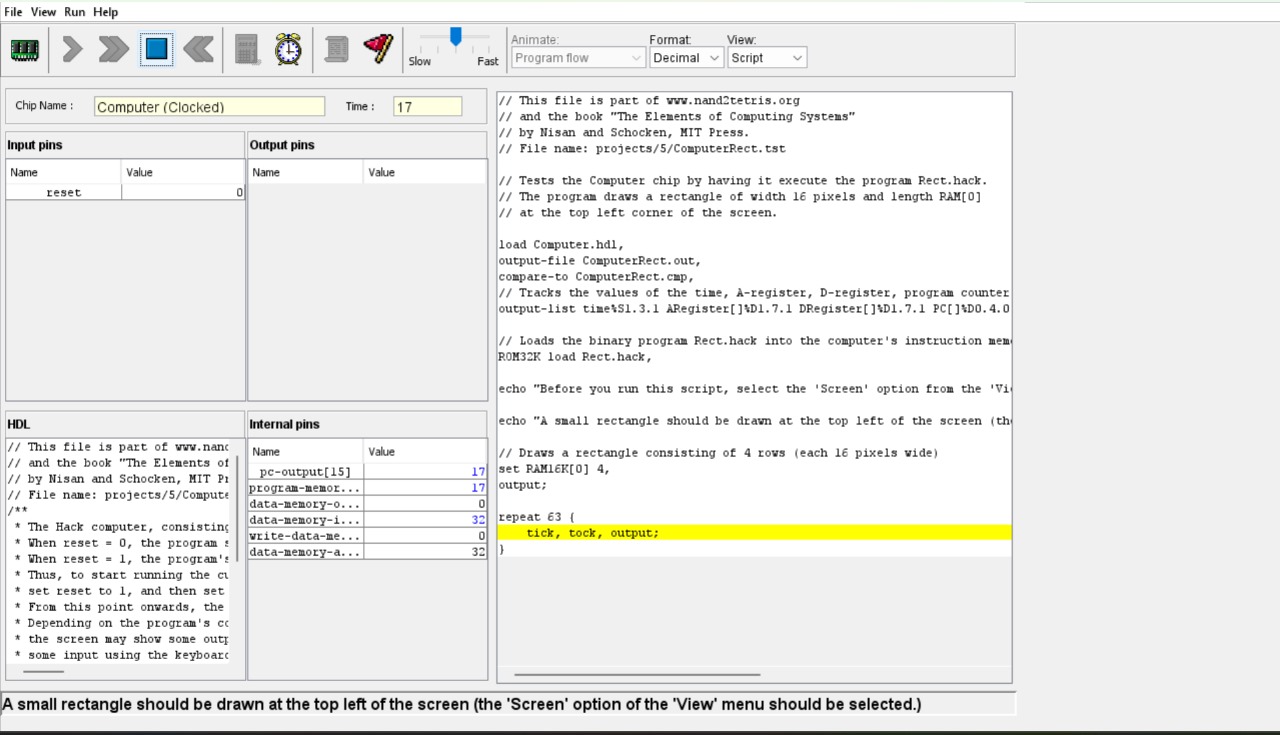 File View Run Help
Animate: Format: View:
Slow Fast Program flow Decimal Script
Chip Name : Computer (Clocked) Time : 17
Input pins
Name Value
reset 0
Output pins
Name Value
HDL
// This file is part of www.nand
// and the book "The Elements of
// by Nisan and Schocken, MIT Pr
// File name: projects/5/Compute
/**
* The Hack computer, consisting
* When reset = 0, the program s
* When reset = 1, the program's
* Thus, to start running the cu
* set reset to 1, and then set
* From this point onwards, the
* Depending on the program's co
* the screen may show some outp
* some input using the keyboard
Internal pins
Name Value
pc-output[15] 17
program-memor... 17
data-memory-o... 0
data-memory-i... 32
write-data-me... 0
data-memory-a... 32
// This file is part of www.nand2tetris.org
// and the book "The Elements of Computing Systems"
// by Nisan and Schocken, MIT Press.
// File name: projects/5/ComputerRect.tst
// Tests the Computer chip by having it execute the program Rect.hack.
// The program draws a rectangle of width 16 pixels and length RAM[0]
// at the top left corner of the screen.
load Computer.hdl,
output-file ComputerRect.out,
compare-to ComputerRect.cmp,
// Tracks the values of the time, A-register, D-register, program counter
output-list time%S1.3.1 ARegister[]%D1.7.1 DRegister[]%D1.7.1 PC[]%D0.4.0
// Loads the binary program Rect.hack into the computer's instruction mem
ROM32K load Rect.hack,
echo "Before you run this script, select the 'Screen' option from the 'Vi
echo "A small rectangle should be drawn at the top left of the screen (th
// Draws a rectangle consisting of 4 rows (each 16 pixels wide)
set RAM16K[0] 4,
output;
repeat 63 {
tick, tock, output;
}
A small rectangle should be drawn at the top left of the screen (the 'Screen' option of the 'View' menu should be selected.)